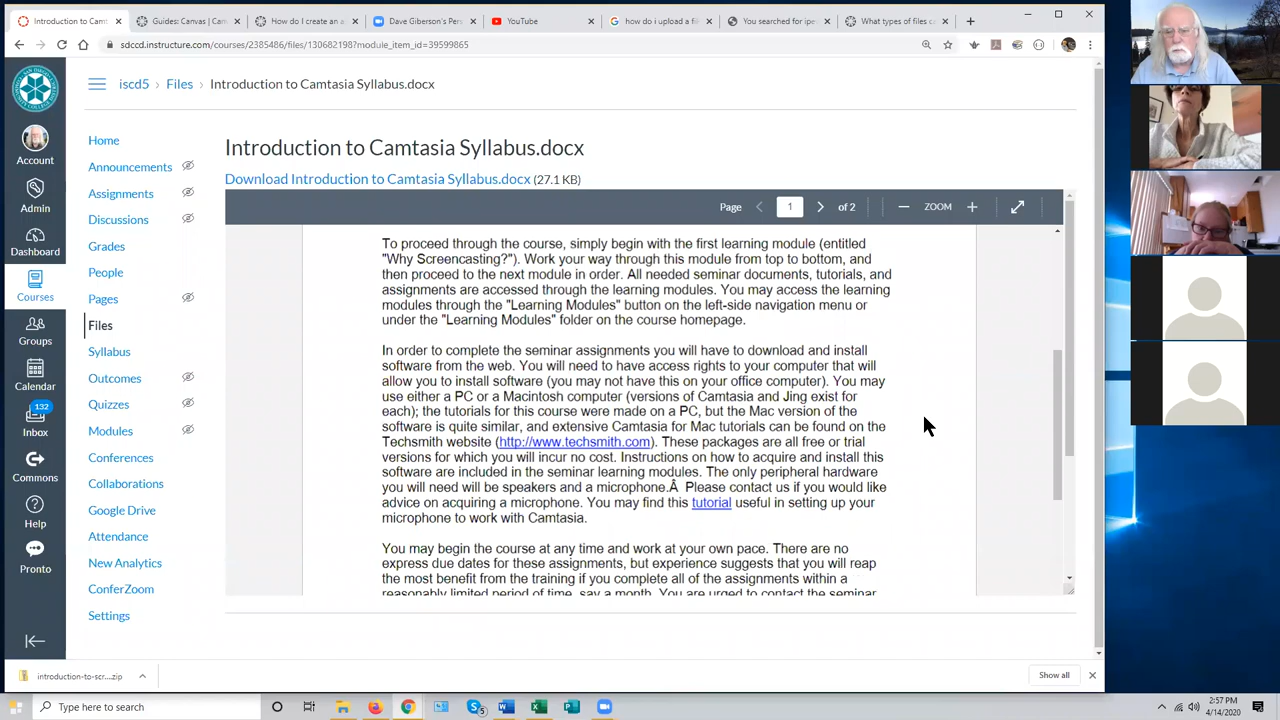 Introduction to Camt
Guides: Canvas | Can
How do I create an a
Dave Giberson's Pers
YouTube
how do i upload a fil
You searched for ipe
What types of files ca
sdccd.instructure.com/courses/2385486/files/130682198?module_item_id=39599865
iscd5 › Files › Introduction to Camtasia Syllabus.docx
Account
Admin
Dashboard
Courses
Groups
Calendar
132
Inbox
Commons
Help
Pronto
Home
Announcements
Assignments
Discussions
Grades
People
Pages
Files
Syllabus
Outcomes
Quizzes
Modules
Conferences
Collaborations
Google Drive
Attendance
New Analytics
ConferZoom
Settings
Introduction to Camtasia Syllabus.docx
Download Introduction to Camtasia Syllabus.docx (27.1 KB)
Page 1 of 2 ZOOM
To proceed through the course, simply begin with the first learning module (entitled
"Why Screencasting?"). Work your way through this module from top to bottom, and
then proceed to the next module in order. All needed seminar documents, tutorials, and
assignments are accessed through the learning modules. You may access the learning
modules through the "Learning Modules" button on the left-side navigation menu or
under the "Learning Modules" folder on the course homepage.
In order to complete the seminar assignments you will have to download and install
software from the web. You will need to have access rights to your computer that will
allow you to install software (you may not have this on your office computer). You may
use either a PC or a Macintosh computer (versions of Camtasia and Jing exist for
each); the tutorials for this course were made on a PC, but the Mac version of the
software is quite similar, and extensive Camtasia for Mac tutorials can be found on the
Techsmith website (http://www.techsmith.com). These packages are all free or trial
versions for which you will incur no cost. Instructions on how to acquire and install this
software are included in the seminar learning modules. The only peripheral hardware
you will need will be speakers and a microphone.Â  Please contact us if you would like
advice on acquiring a microphone. You may find this tutorial useful in setting up your
microphone to work with Camtasia.
You may begin the course at any time and work at your own pace. There are no
express due dates for these assignments, but experience suggests that you will reap
the most benefit from the training if you complete all of the assignments within a
reasonably limited period of time, say a month. You are urged to contact the seminar
introduction-to-scr....zip
Show all
Type here to search
5
2:57 PM
4/14/2020